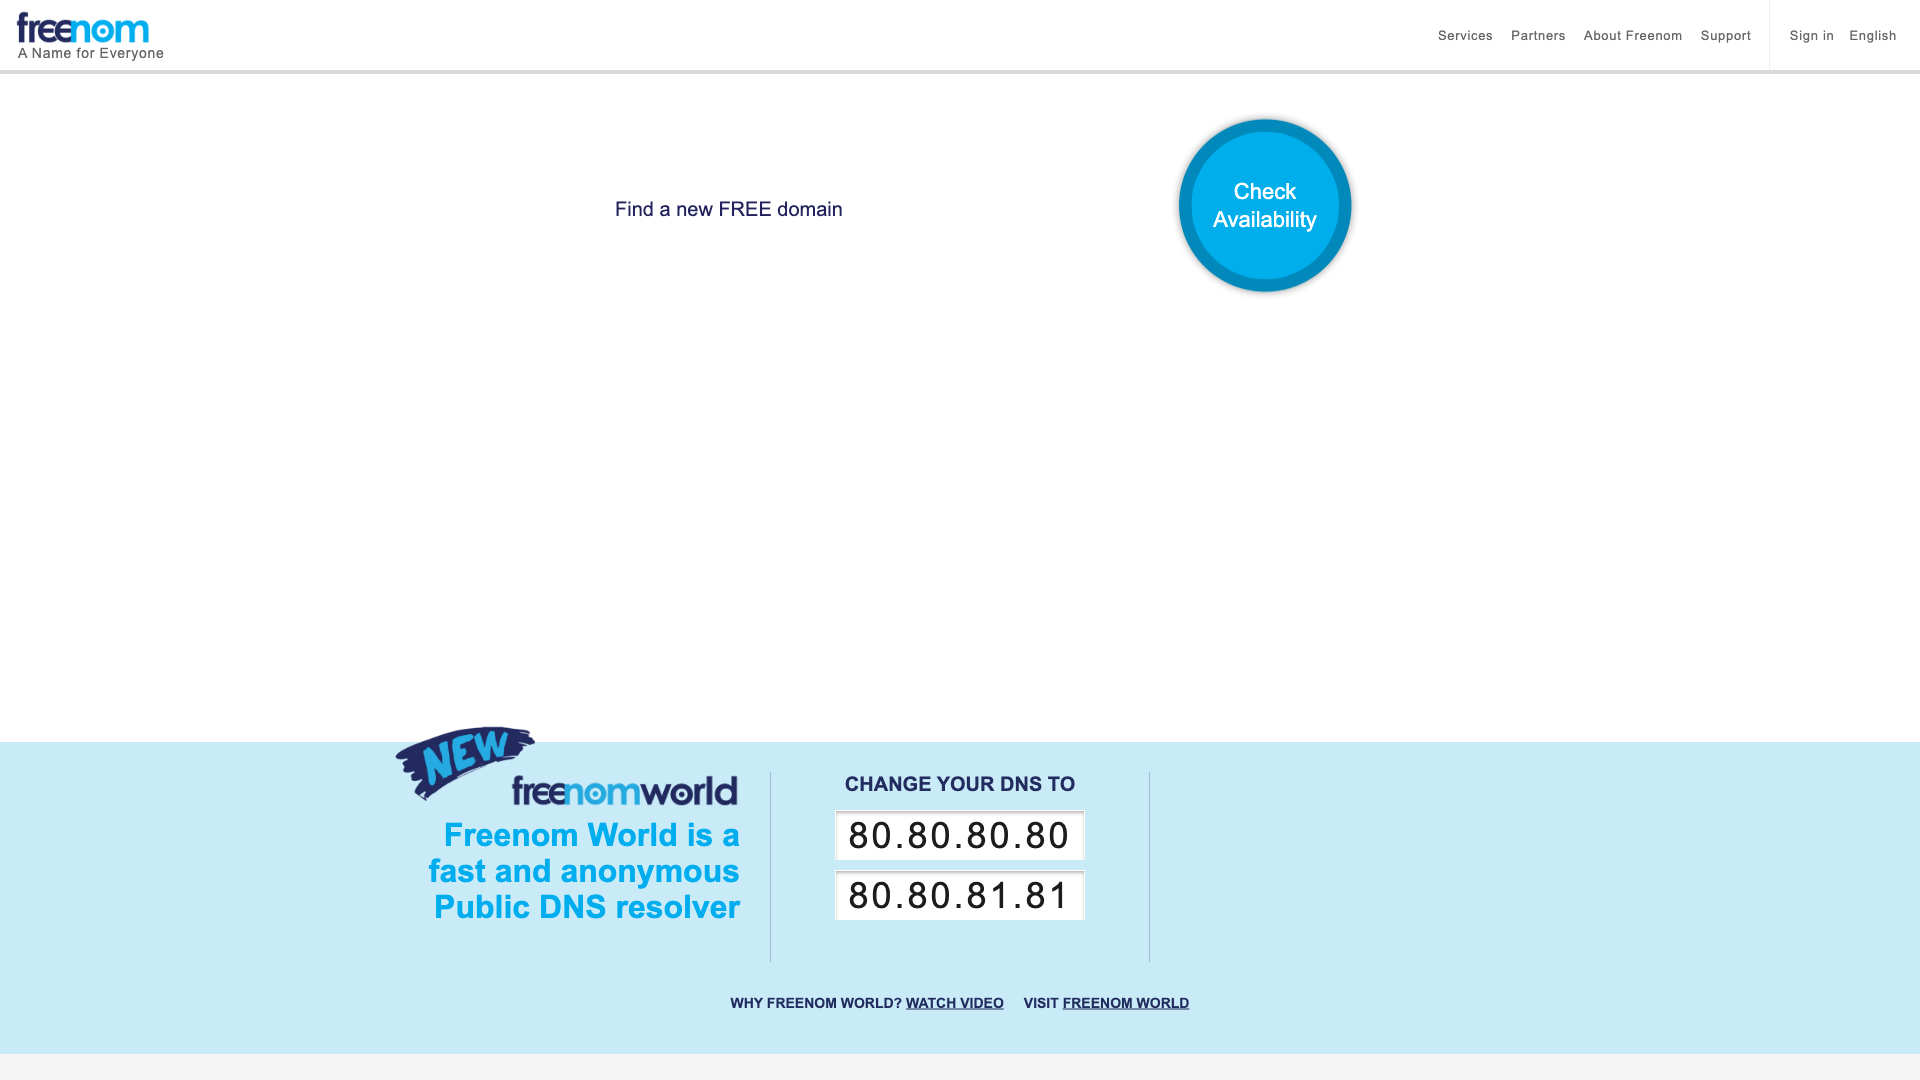 freenom
A Name for Everyone
Services
Partners
About Freenom
Support
Sign in
English
Find a new FREE domain
Check
Availability
NEW
freenomworld
Freenom World is a
fast and anonymous
Public DNS resolver
CHANGE YOUR DNS TO
80.80.80.80
80.80.81.81
WHY FREENOM WORLD? WATCH VIDEO
VISIT FREENOM WORLD